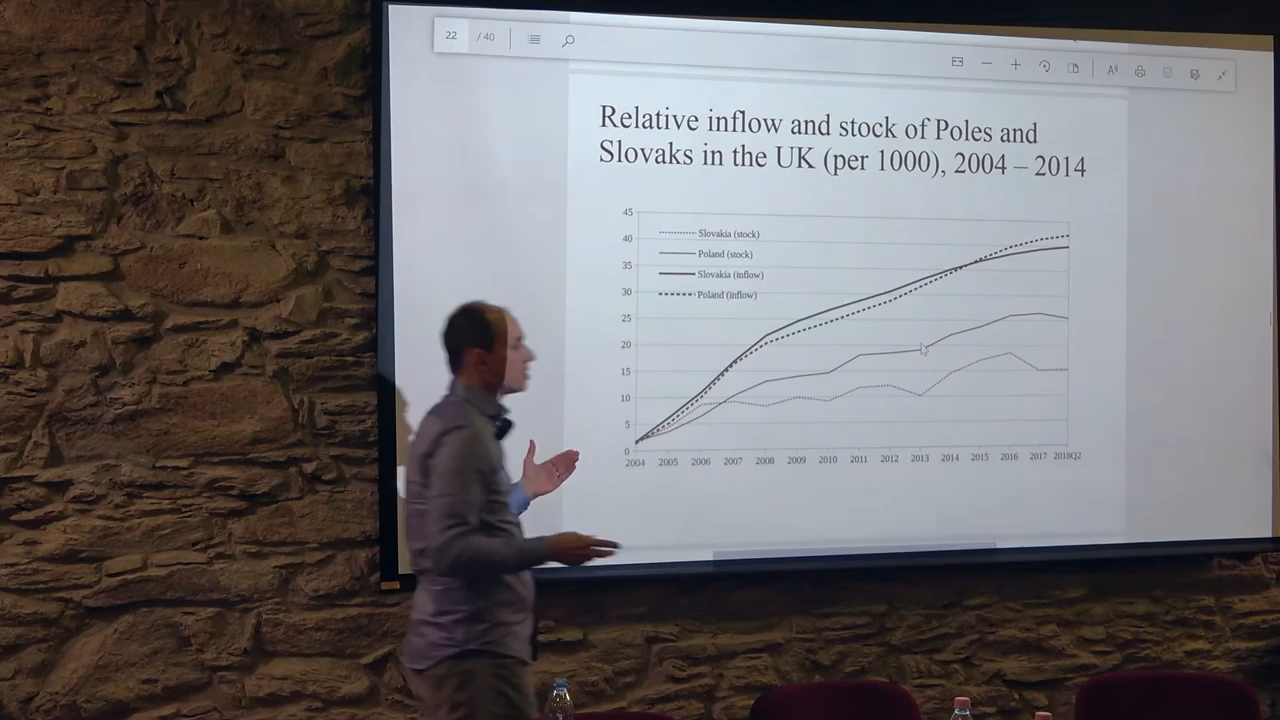 22 / 40
Relative inflow and stock of Poles and
Slovaks in the UK (per 1000), 2004 – 2014
45
40
35
30
25
20
15
10
5
0
Slovakia (stock)
Poland (stock)
Slovakia (inflow)
Poland (inflow)
2004 2005 2006 2007 2008 2009 2010 2011 2012 2013 2014 2015 2016 2017 2018Q2